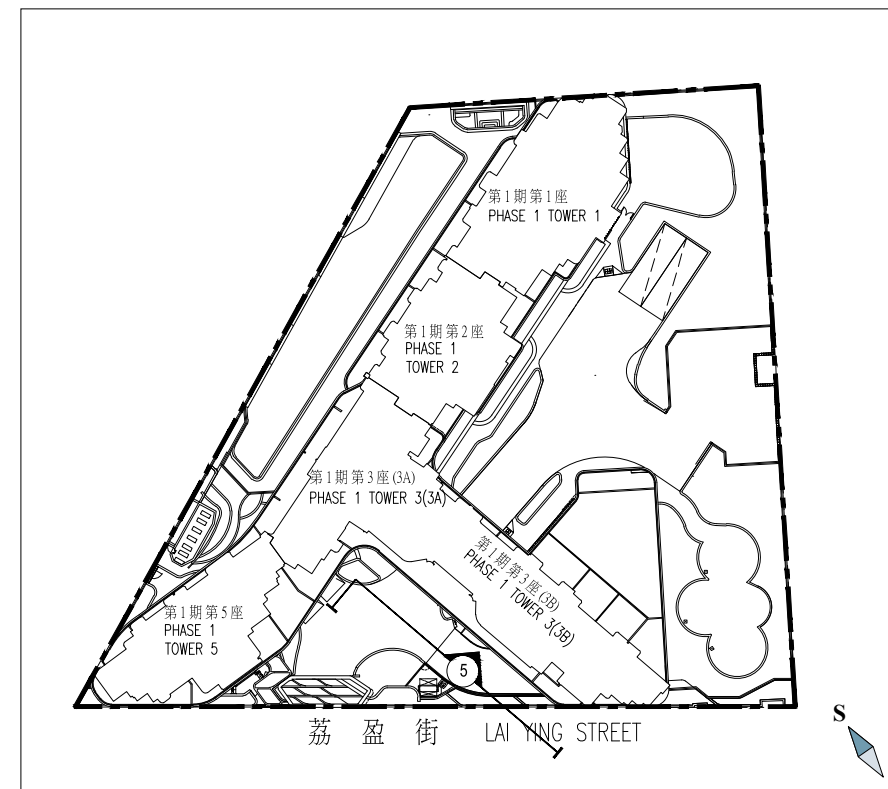 第1期第1座
PHASE 1 TOWER 1
第1期第2座
PHASE 1
TOWER 2
第1期第3座(3A)
PHASE 1 TOWER 3(3A)
第1期第3座(3B)
PHASE 1 TOWER 3(3B)
第1期第5座
PHASE 1
TOWER 5
5
荔盈街 LAI YING STREET
S